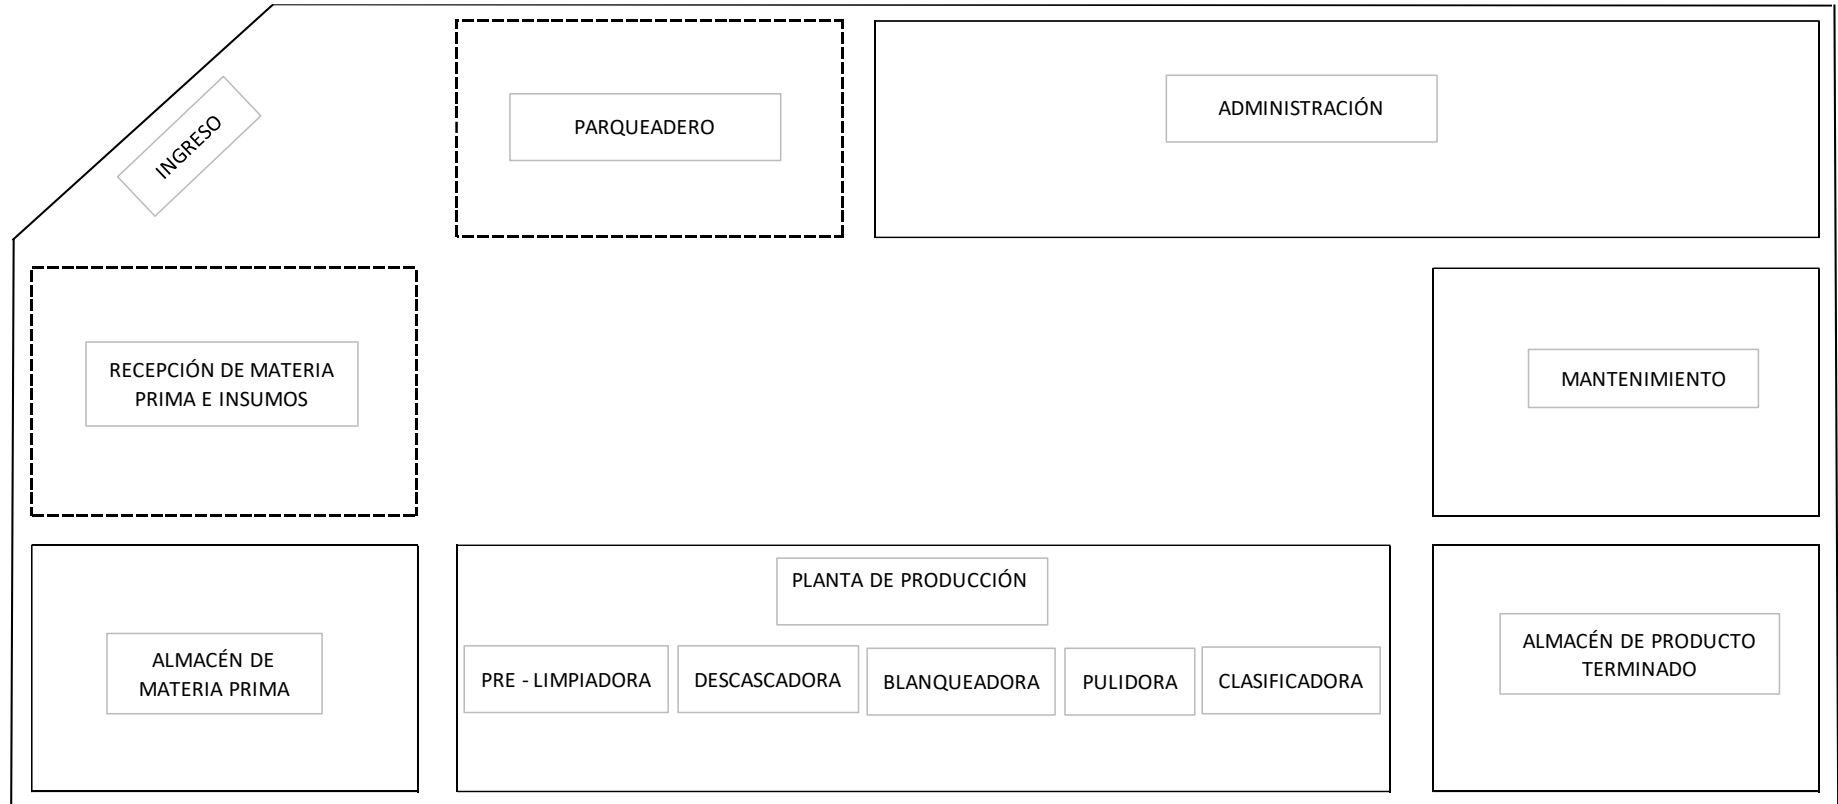 INGRESO
PARQUEADERO
ADMINISTRACIÓN
RECEPCIÓN DE MATERIA
PRIMA E INSUMOS
MANTENIMIENTO
ALMACÉN DE
MATERIA PRIMA
PLANTA DE PRODUCCIÓN
PRE - LIMPIADORA
DESCASCADORA
BLANQUEADORA
PULIDORA
CLASIFICADORA
ALMACÉN DE PRODUCTO
TERMINADO